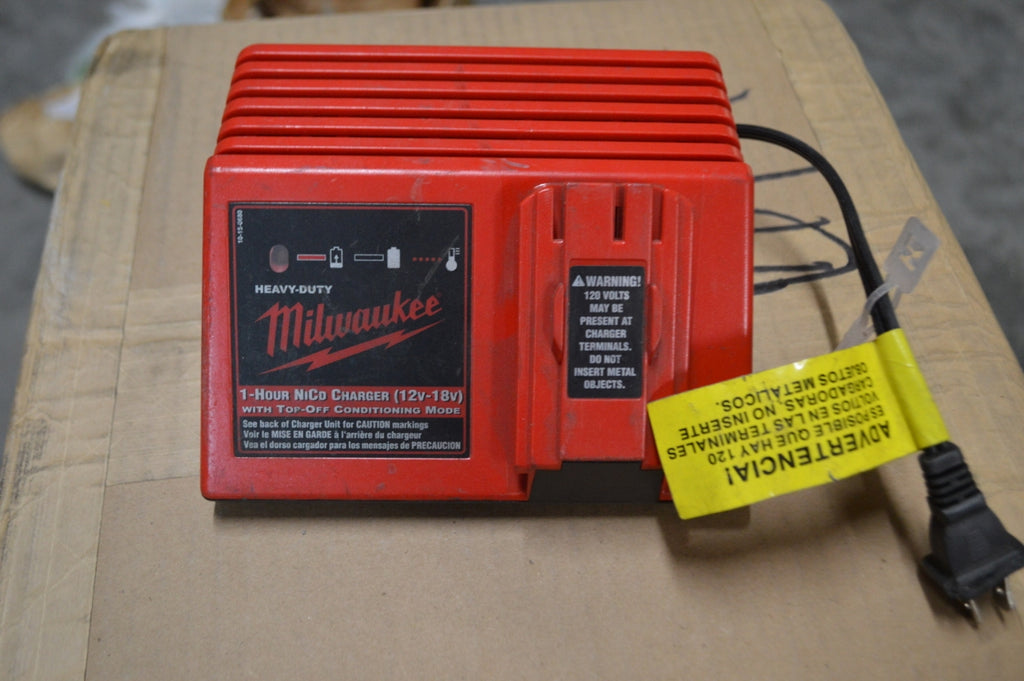 10-15-0680
HEAVY-DUTY
Milwaukee
1-HOUR NICD CHARGER (12V-18V)
WITH TOP-OFF CONDITIONING MODE
See back of Charger Unit for CAUTION markings
Voir le MISE EN GARDE à l'arrière du chargeur
Vea el dorso cargador para los mensajes de PRECAUCION
WARNING!
120 VOLTS
MAY BE
PRESENT AT
CHARGER
TERMINALS.
DO NOT
INSERT METAL
OBJECTS.
ADVERTENCIA!
ES POSIBLE QUE HAY 120
VOLTIOS EN LAS TERMINALES
CARGADORAS. NO INSERTE
OBJETOS METALICOS.